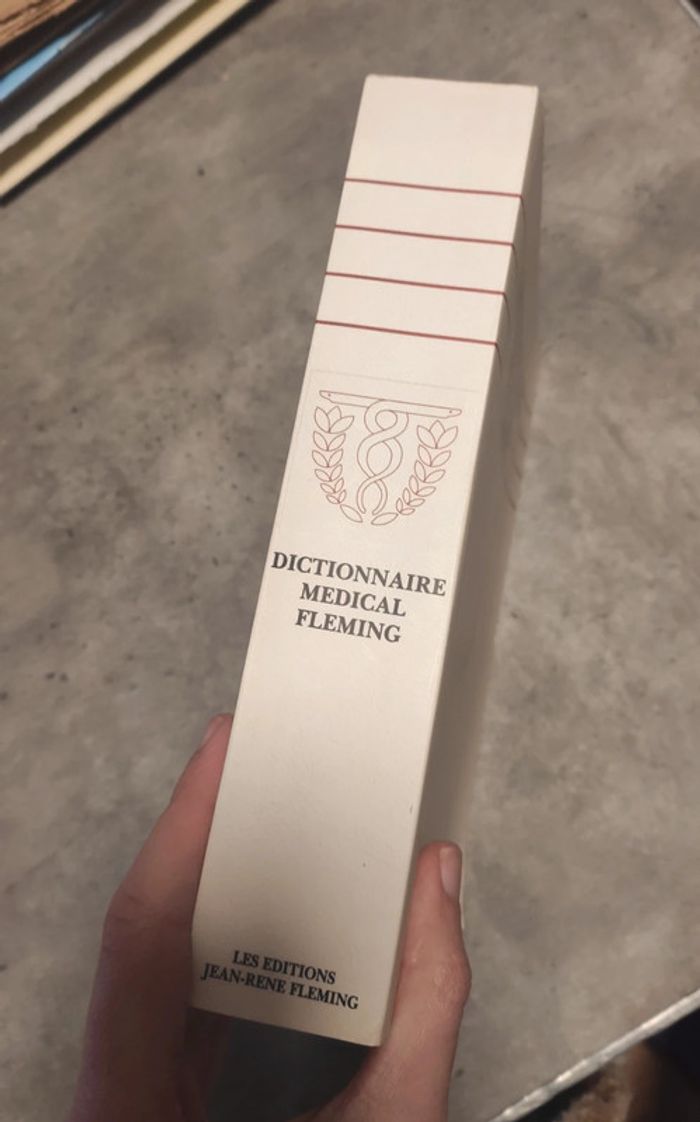 DICTIONNAIRE
MEDICAL
FLEMING
LES EDITIONS
JEAN-RENE FLEMING